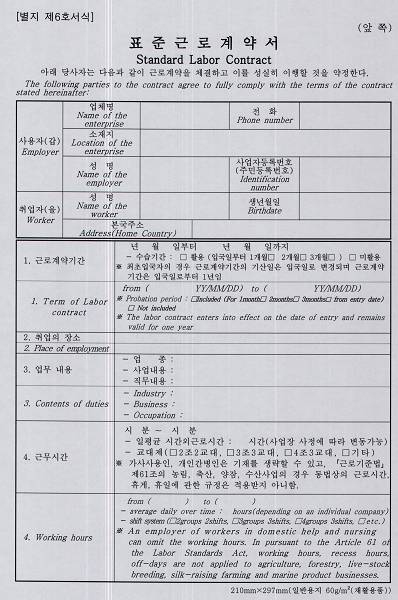 [별지 제6호서식]
(앞 쪽)
표준근로계약서
Standard Labor Contract
아래 당사자는 다음과 같이 근로계약을 체결하고 이를 성실히 이행할 것을 약정한다.
The following parties to the contract agree to fully comply with the terms of the contract
stated hereinafter:
사용자(갑)
Employer
업체명
Name of the
enterprise
전 화
Phone number
소재지
Location of the
enterprise
성 명
Name of the
employer
사업자등록번호
(주민등록번호)
Identification
number
취업자(을)
Worker
성 명
Name of the
worker
생년월일
Birthdate
본국주소
Address(Home Country)
1. 근로계약기간
년 월 일부터 년 월 일까지
- 수습기간 : □ 활용 (입국일부터 1개월□ 2개월□ 3개월□ ) □ 미활용
※ 최초입국자의 경우 근로계약기간의 기산일은 입국일로 변경되며 근로계약
기간은 입국일로부터 1년임
1. Term of Labor
contract
from ( YY/MM/DD) to ( YY/MM/DD)
※ Probation period : □Included (For 1month□ 2months□ 3months□ from entry date)
□ Not included
※ The labor contract enters into effect on the date of entry and remains
valid for one year
2. 취업의 장소
2. Place of employment
3. 업무 내용
- 업 종 :
- 사업내용 :
- 직무내용 :
3. Contents of duties
- Industry :
- Business :
- Occupation :
4. 근무시간
시 분 ~ 시 분
- 일평균 시간외근로시간 : 시간(사업장 사정에 따라 변동가능)
- 교대제(□2조2교대, □3조3교대, □4조3교대, □기타)
※ 가사사용인, 개인간병인은 기재를 생략할 수 있고, 「근로기준법」
제61조의 농림, 축산, 양잠, 수산사업의 경우 동법상의 근로시간,
휴게, 휴일에 관한 규정은 적용받지 아니함.
4. Working hours
from ( ) to ( )
- average daily over time : hours(depending on an individual company)
- shift system (□2groups 2shifts, □3groups 3shifts, □4groups 3shifts, □etc.)
※ An employer of workers in domestic help and nursing
can omit the working hours. In pursuant to the Article 61 of
the Labor Standards Act, working hours, recess hours,
off-days are not applied to agriculture, forestry, live-stock
breeding, silk-raising farming and marine product businesses.
210mm×297mm(일반용지 60g/m²(재활용품))